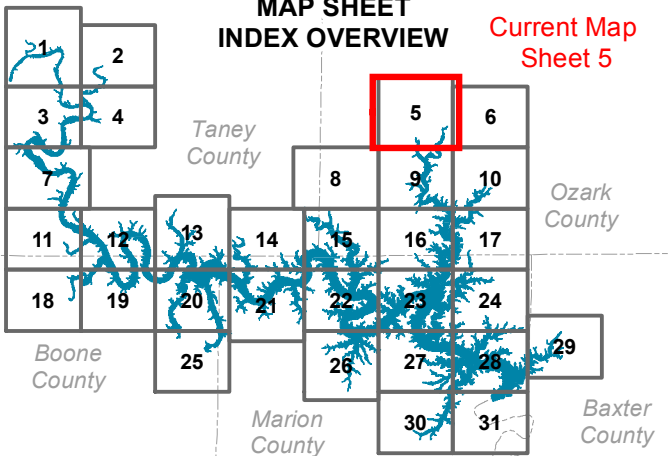 MAP SHEET
INDEX OVERVIEW
Current Map
Sheet 5
1
2
3
4
5
6
Taney
County
7
8
9
10
Ozark
County
11
12
13
14
15
16
17
18
19
20
21
22
23
24
25
26
27
28
29
30
31
Boone
County
Marion
County
Baxter
County